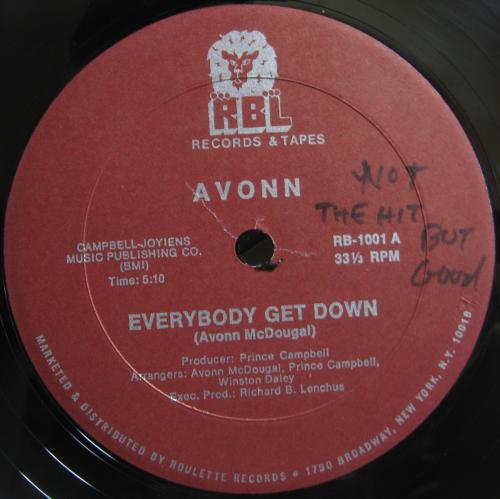 RBL
RECORDS & TAPES
AVONN
NOT
THE HIT
BUT
Good
CAMPBELL-JOYIENS
MUSIC PUBLISHING CO.
(BMI)
Time: 5:10
RB-1001 A
33⅓ RPM
EVERYBODY GET DOWN
(Avonn McDougal)
Producer: Prince Campbell
Arrangers: Avonn McDougal, Prince Campbell,
Winston Daley
Exec. Prod.: Richard B. Lenchus
MARKETED & DISTRIBUTED BY ROULETTE RECORDS • 1790 BROADWAY, NEW YORK, N.Y. 10019